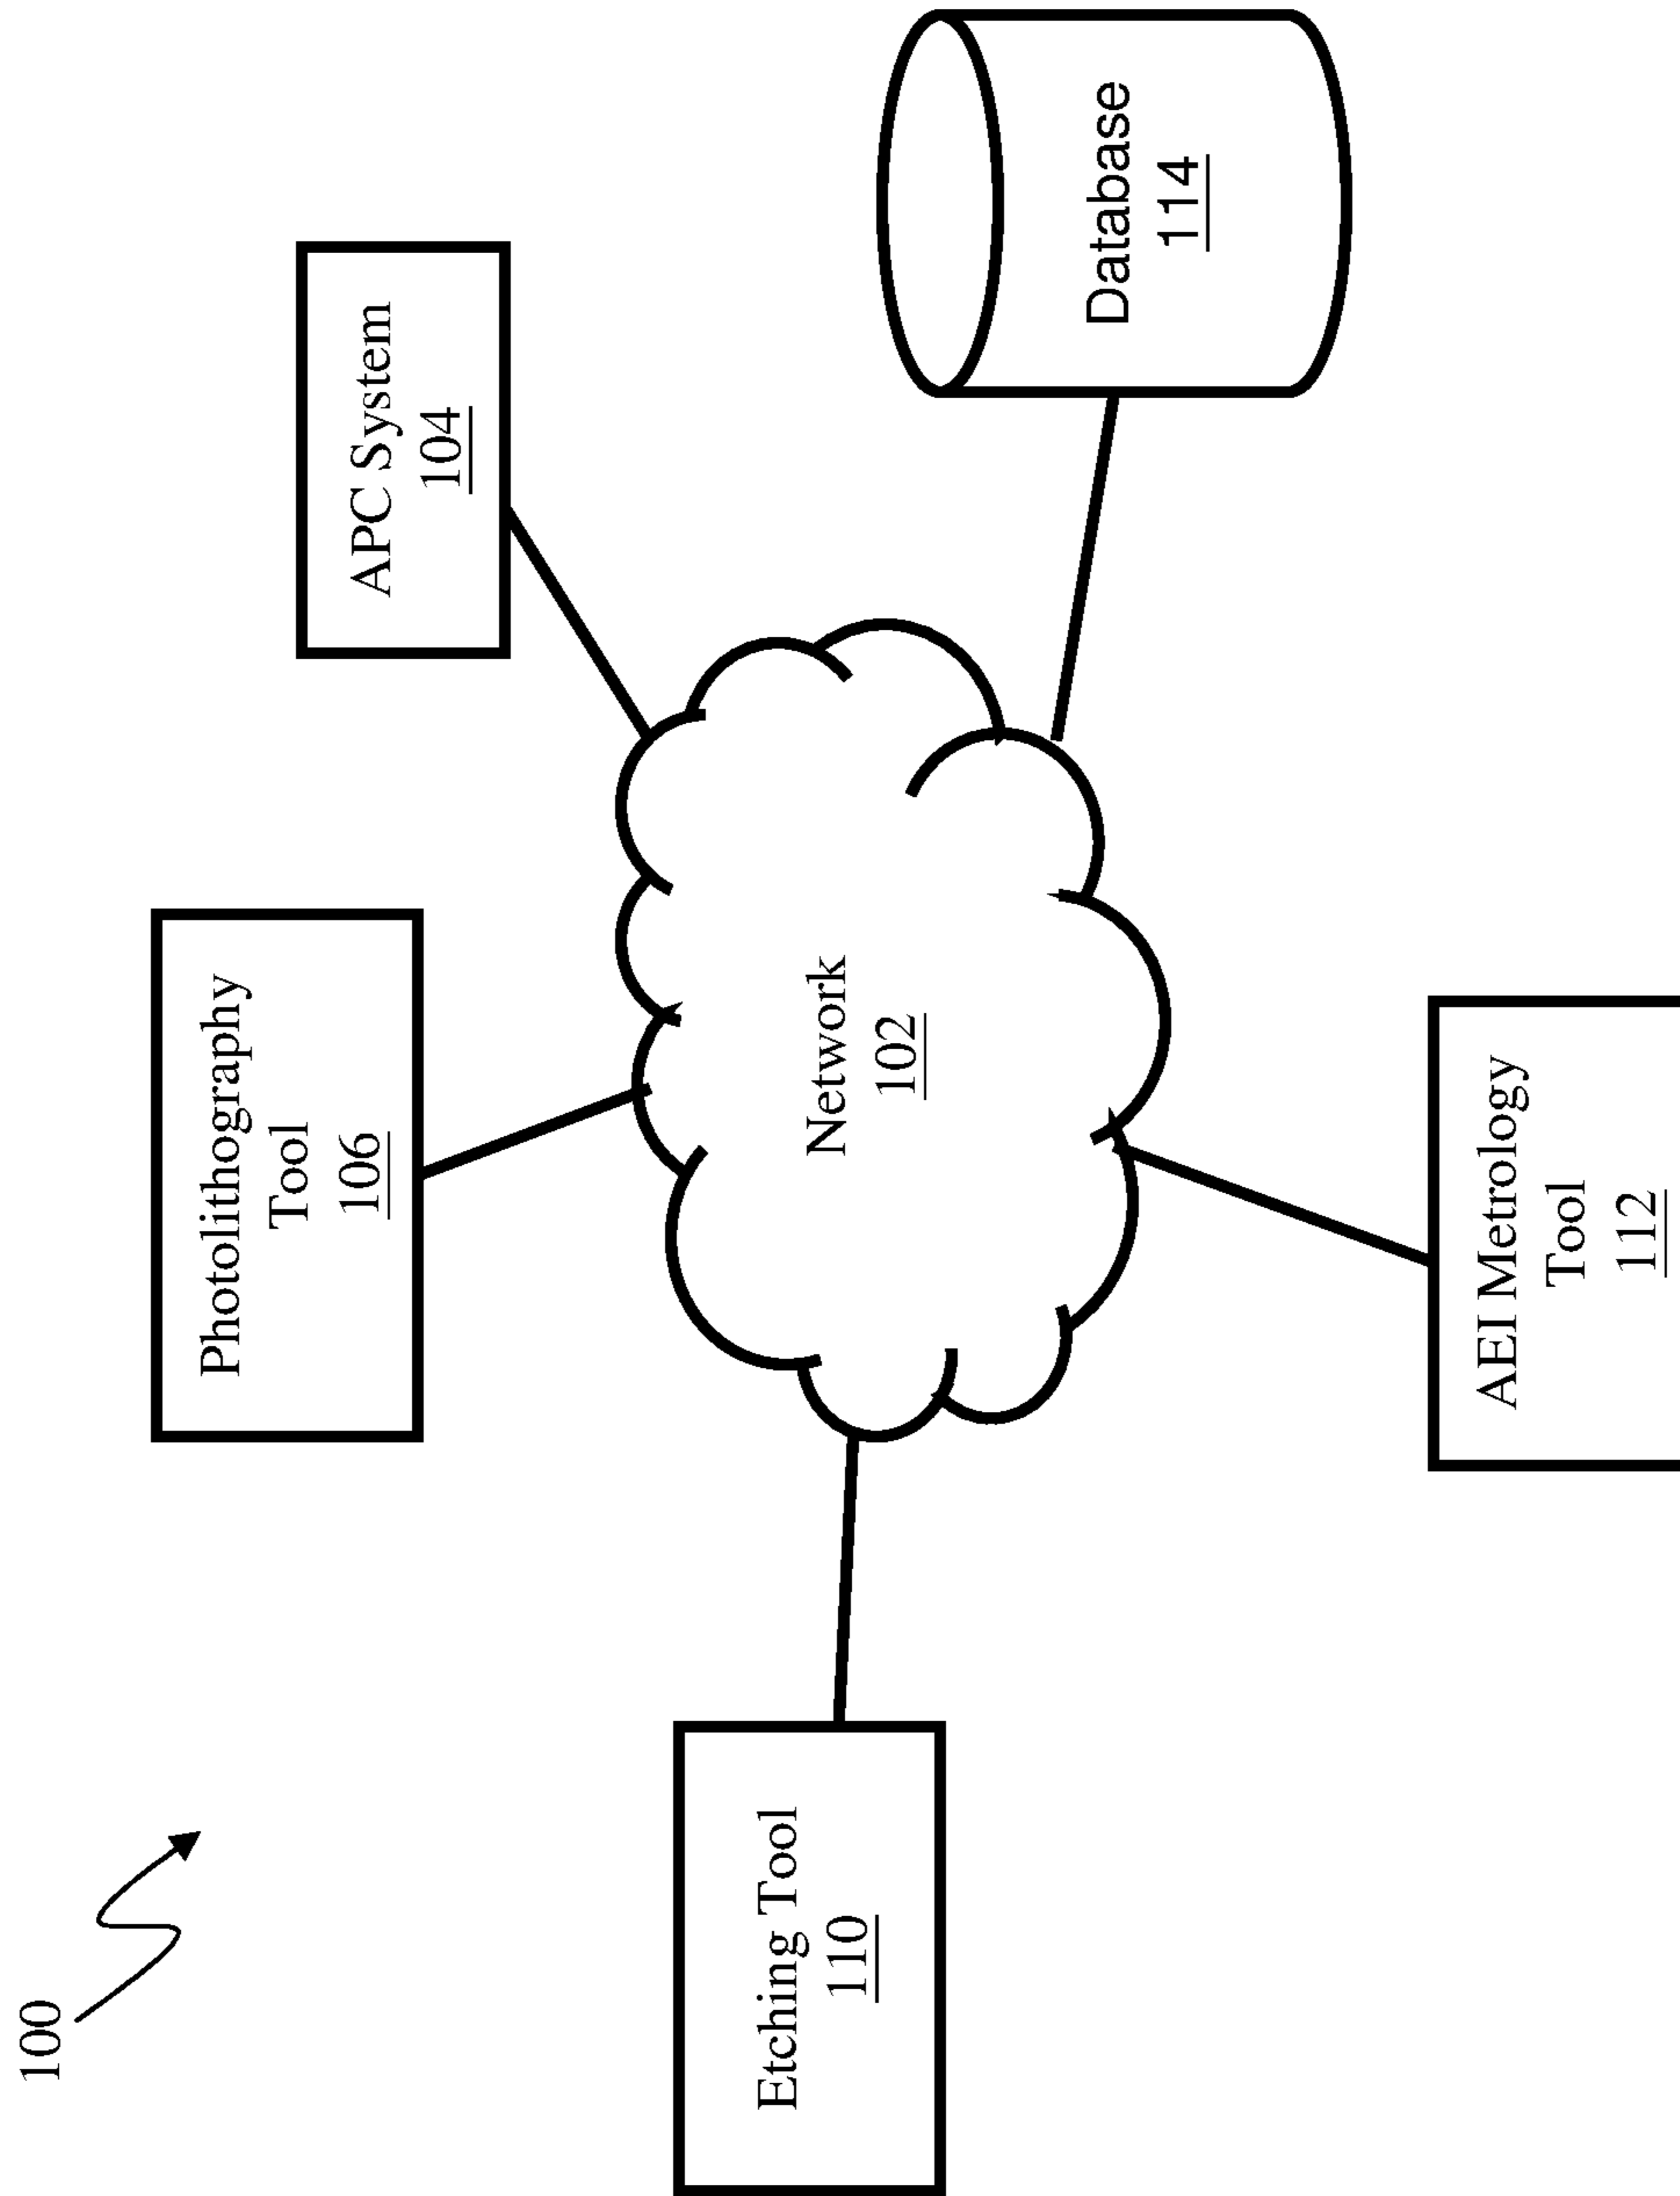 100
Photolithography
Tool
106
APC System
104
Etching Tool
110
Network
102
Database
114
AEI Metrology
Tool
112